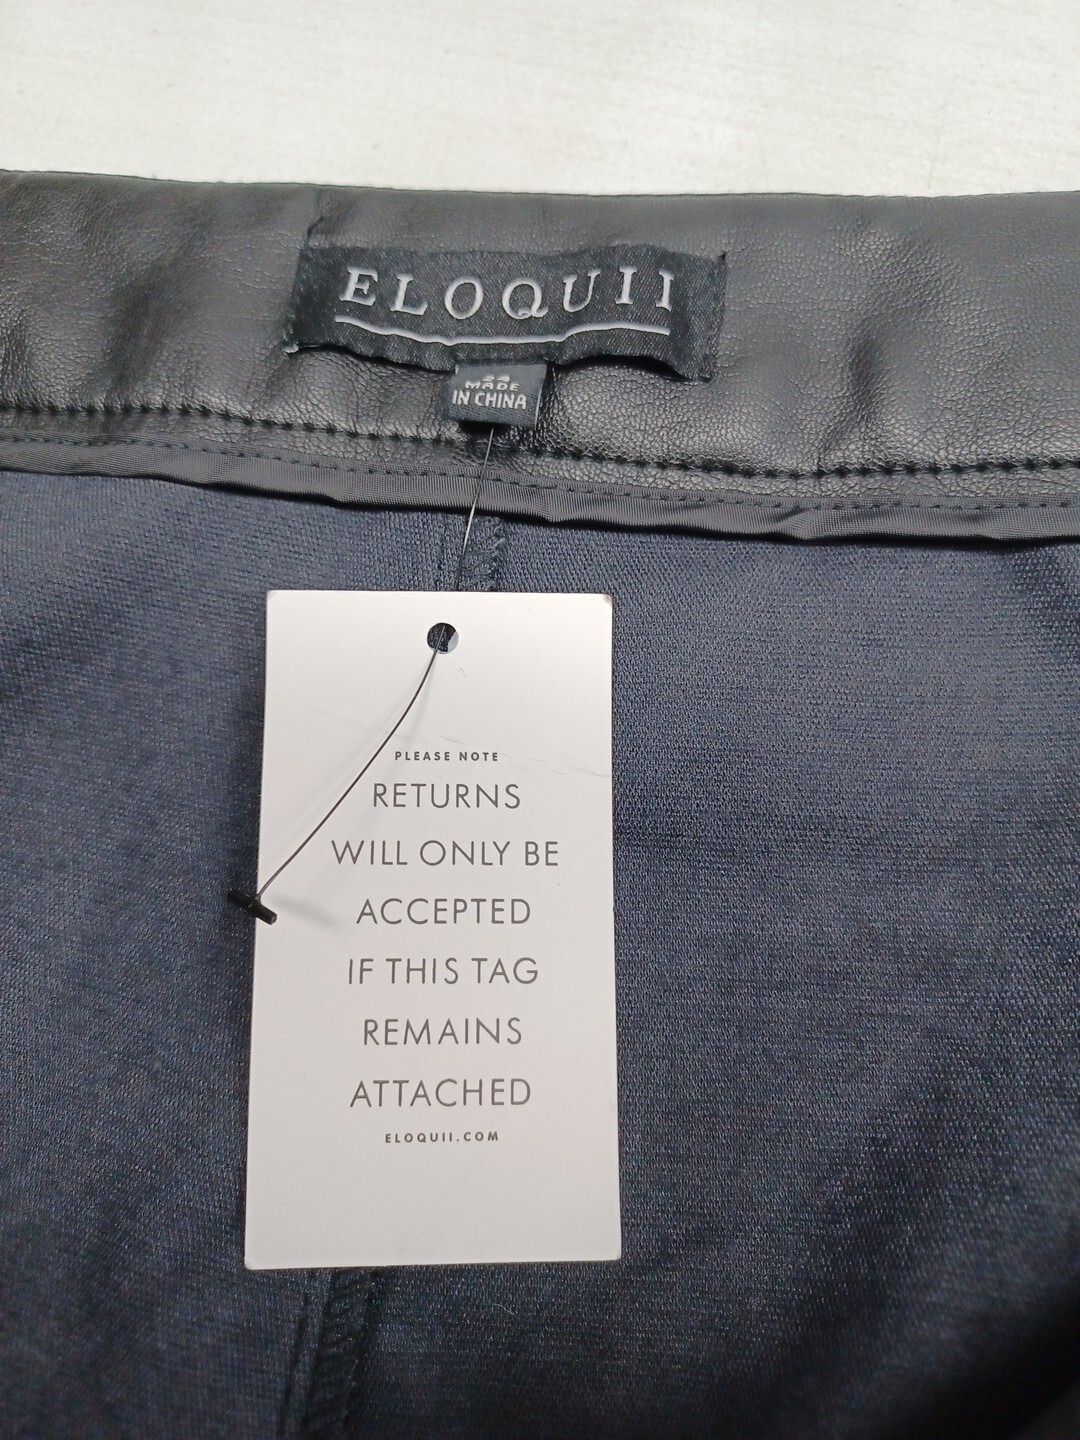 ELOQUII
MADE
IN CHINA
PLEASE NOTE
RETURNS
WILL ONLY BE
ACCEPTED
IF THIS TAG
REMAINS
ATTACHED
ELOQUII.COM